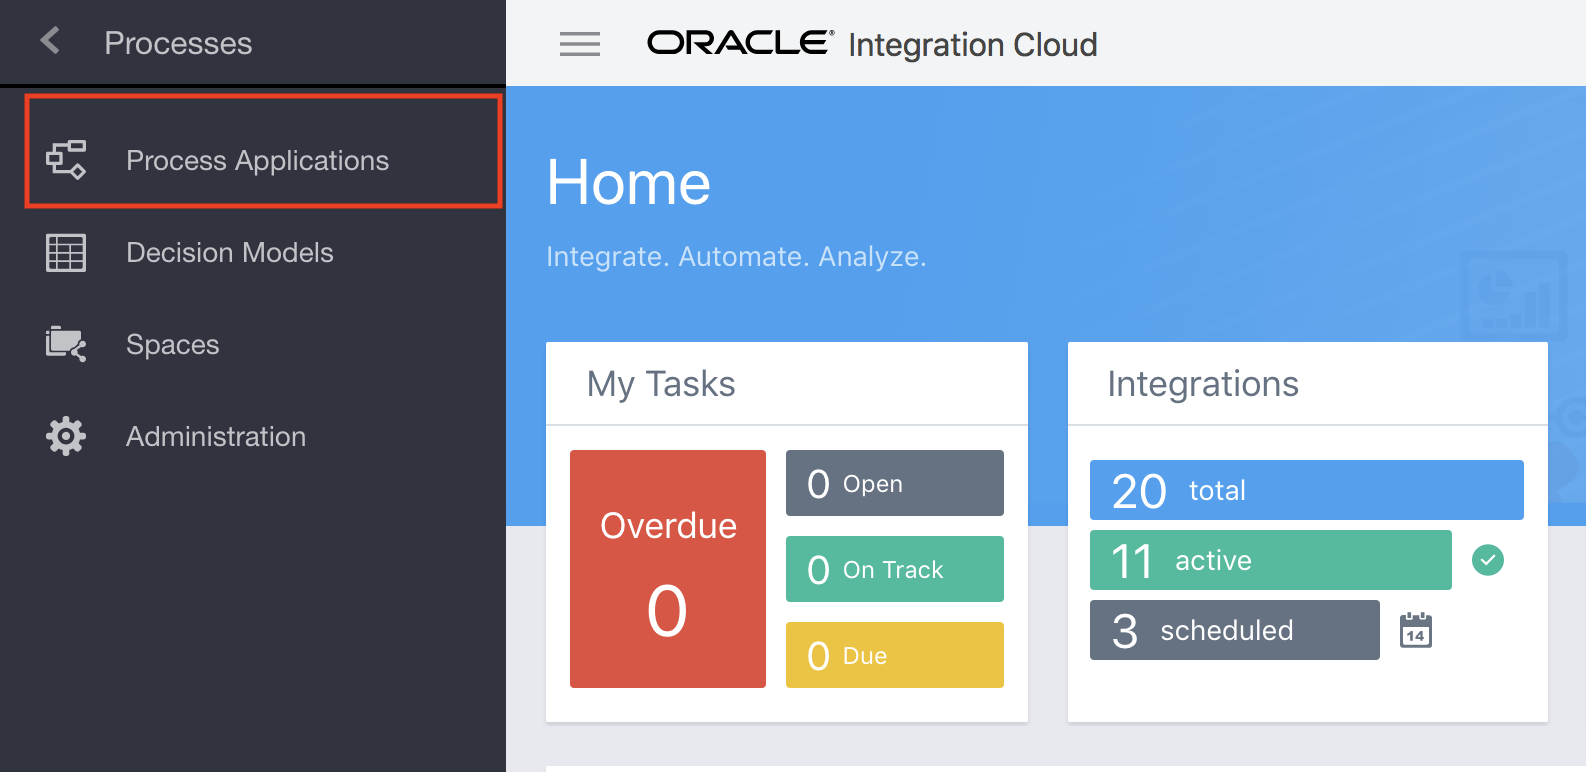 Processes
Process Applications
Decision Models
Spaces
Administration
ORACLE® Integration Cloud
Home
Integrate. Automate. Analyze.
My Tasks
Overdue
0
0 Open
0 On Track
0 Due
Integrations
20 total
11 active
3 scheduled
14